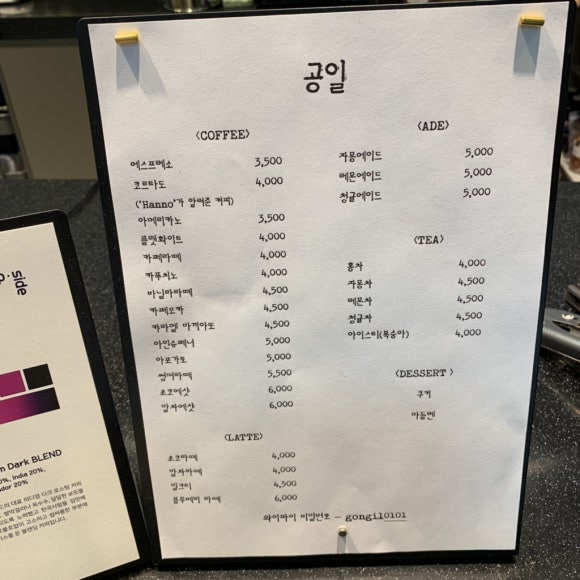 공일
〈COFFEE〉
에스프레소 3,500
코르타도 4,000
('Hanno'가 알려준 커피)
아메리카노 3,500
플랫화이트 4,000
카페라떼 4,000
카푸치노 4,000
바닐라라떼 4,500
카페모카 4,500
카라멜 마끼아또 4,500
아인슈페너 5,000
아포가토 5,000
썸머라떼 5,500
초코에삿 6,000
말차에삿 6,000
〈LATTE〉
초코라떼 4,000
말차라떼 4,000
밀크티 4,500
블루베리 라떼 6,000
〈ADE〉
자몽에이드 5,000
레몬에이드 5,000
청귤에이드 5,000
〈TEA〉
홍차 4,000
자몽차 4,500
레몬차 4,500
청귤차 4,500
아이스티(복숭아) 4,000
〈DESSERT 〉
쿠키
마들렌
와이파이 비밀번호 - gongil0101
side
m Dark BLEND
0%, India 20%,
ador 20%